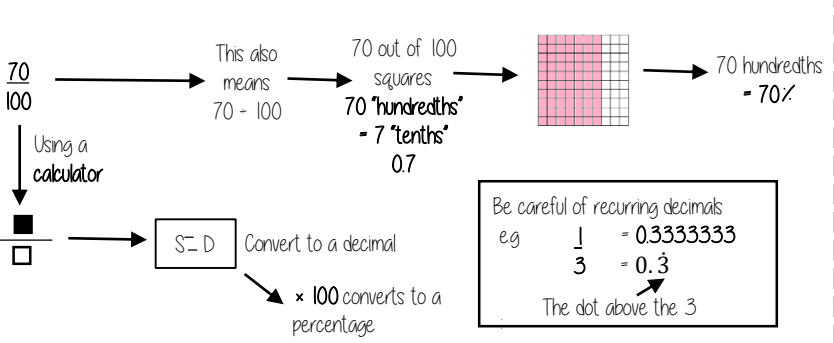 70
100
This also
means
70 ÷ 100
70 out of 100
squares
70 "hundredths"
= 7 "tenths"
0.7
70 hundredths
= 70%
Using a
calculator
S⇔D
Convert to a decimal
× 100 converts to a
percentage
Be careful of recurring decimals
eg 1 = 0.3333333
3 = 0.3̇
The dot above the 3